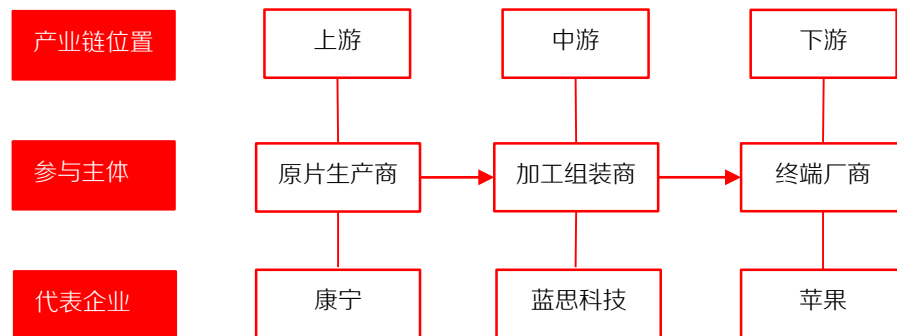 产业链位置
上游
中游
下游
参与主体
原片生产商
加工组装商
终端厂商
代表企业
康宁
蓝思科技
苹果